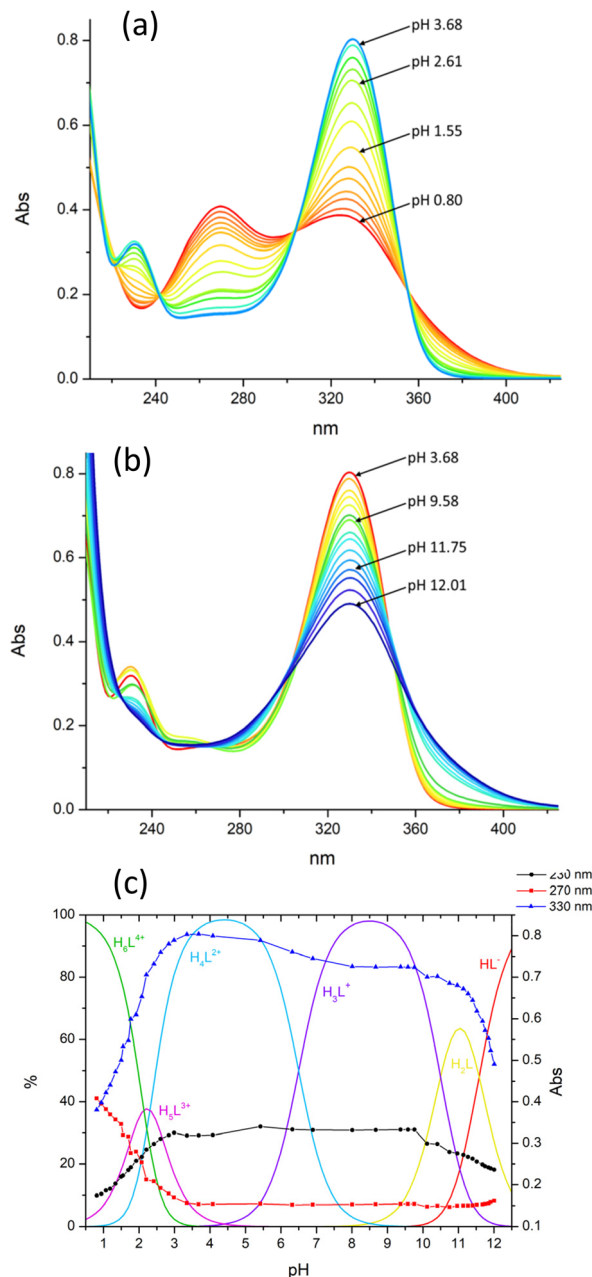 (a)
0.8
0.6
0.4
0.2
0.0
Abs
pH 3.68
pH 2.61
pH 1.55
pH 0.80
240 280 320 360 400
nm
(b)
0.8
0.6
0.4
0.2
0.0
Abs
pH 3.68
pH 9.58
pH 11.75
pH 12.01
240 280 320 360 400
nm
(c)
230 nm
270 nm
330 nm
100
80
60
40
20
0
%
H₆L⁴⁺
H₅L³⁺
H₄L²⁺
H₃L⁺
H₂L
HL⁻
0.8
0.7
0.6
0.5
0.4
0.3
0.2
0.1
Abs
1 2 3 4 5 6 7 8 9 10 11 12
pH